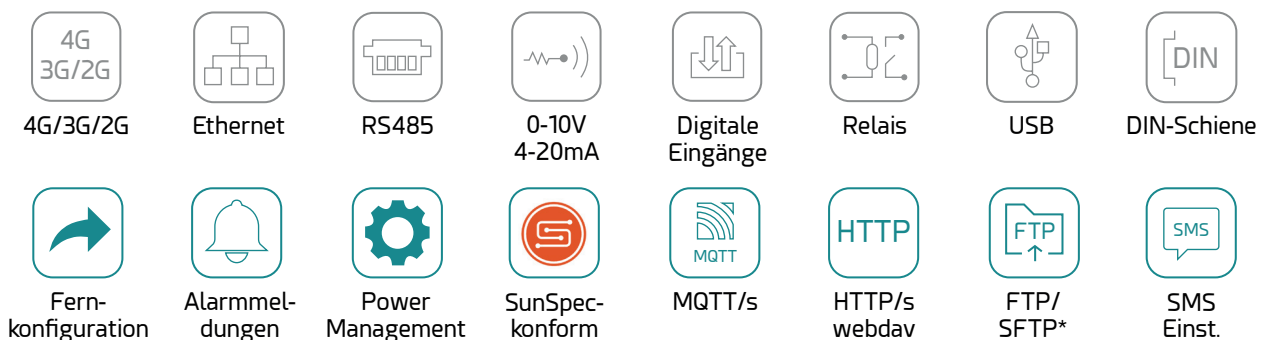 4G
3G/2G
DIN
4G/3G/2G
Ethernet
RS485
0-10V
4-20mA
Digitale
Eingänge
Relais
USB
DIN-Schiene
MQTT
HTTP
FTP
SMS
Fern-
konfiguration
Alarmmel-
dungen
Power
Management
SunSpec-
konform
MQTT/s
HTTP/s
webdav
FTP/
SFTP*
SMS
Einst.